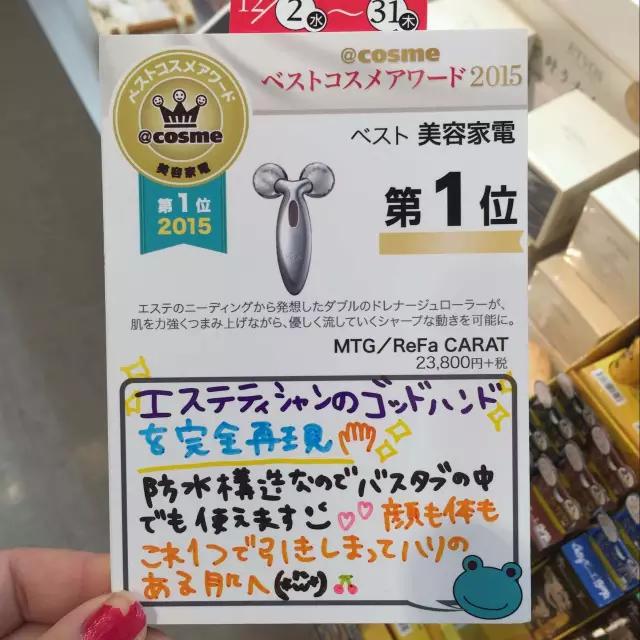 12/2(水)〜31(木)
@cosme
ベストコスメアワード2015
ベストコスメアワード
@cosme
美容家電
第1位
2015
ベスト 美容家電
第1位
エステのニーディングから発想したダブルのドレナージュローラーが、
肌を力強くつまみ上げながら、優しく流していくシャープな動きを可能に。
MTG/ReFa CARAT
23,800円+税
エステティシャンのゴッドハンド
を完全再現
防水構造なのでバスタブの中
でも使えます
顔も体も
これ1つで引きしまってハリの
ある肌へ